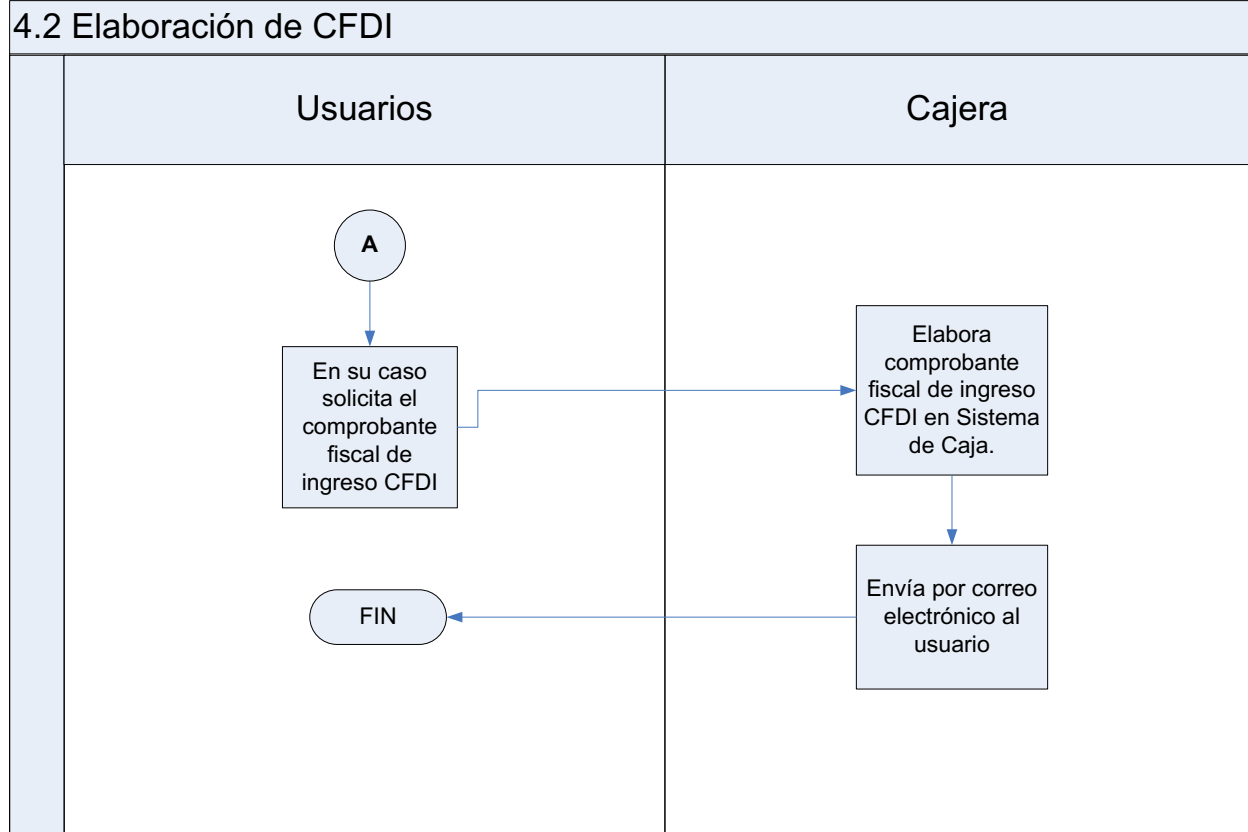 4.2 Elaboración de CFDI
Usuarios
Cajera
A
En su caso
solicita el
comprobante
fiscal de
ingreso CFDI
Elabora
comprobante
fiscal de ingreso
CFDI en Sistema
de Caja.
Envía por correo
electrónico al
usuario
FIN